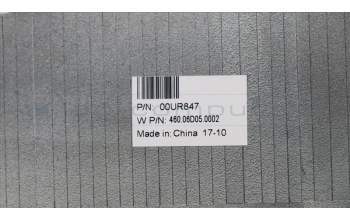 P/N: 00UR847
W P/N: 460.06D05.0002
Made in: China 17-10